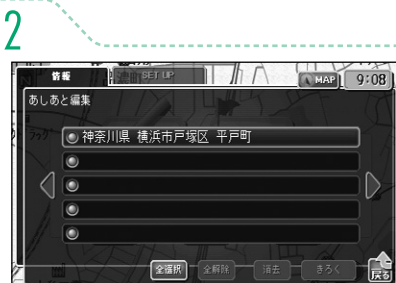 2
情報
SET UP
MAP
9:08
あしあと編集
神奈川県 横浜市戸塚区 平戸町
全選択
全解除
消去
きろく
戻る